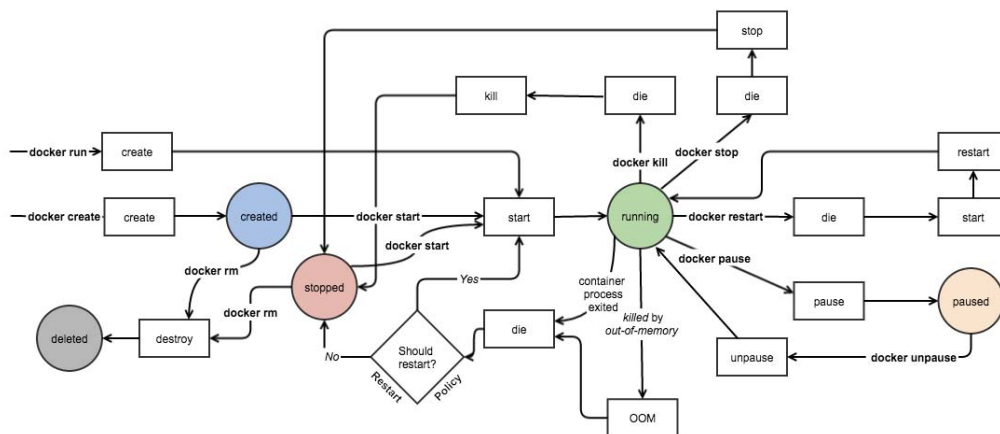 stop
kill
die
die
docker run
create
docker kill
docker stop
restart
docker create
create
created
docker start
start
running
docker restart
die
start
docker start
docker rm
stopped
Yes
container
process
exited
docker pause
pause
paused
docker rm
deleted
destroy
No
Should
restart?
Restart
Policy
die
killed by
out-of-memory
unpause
docker unpause
OOM